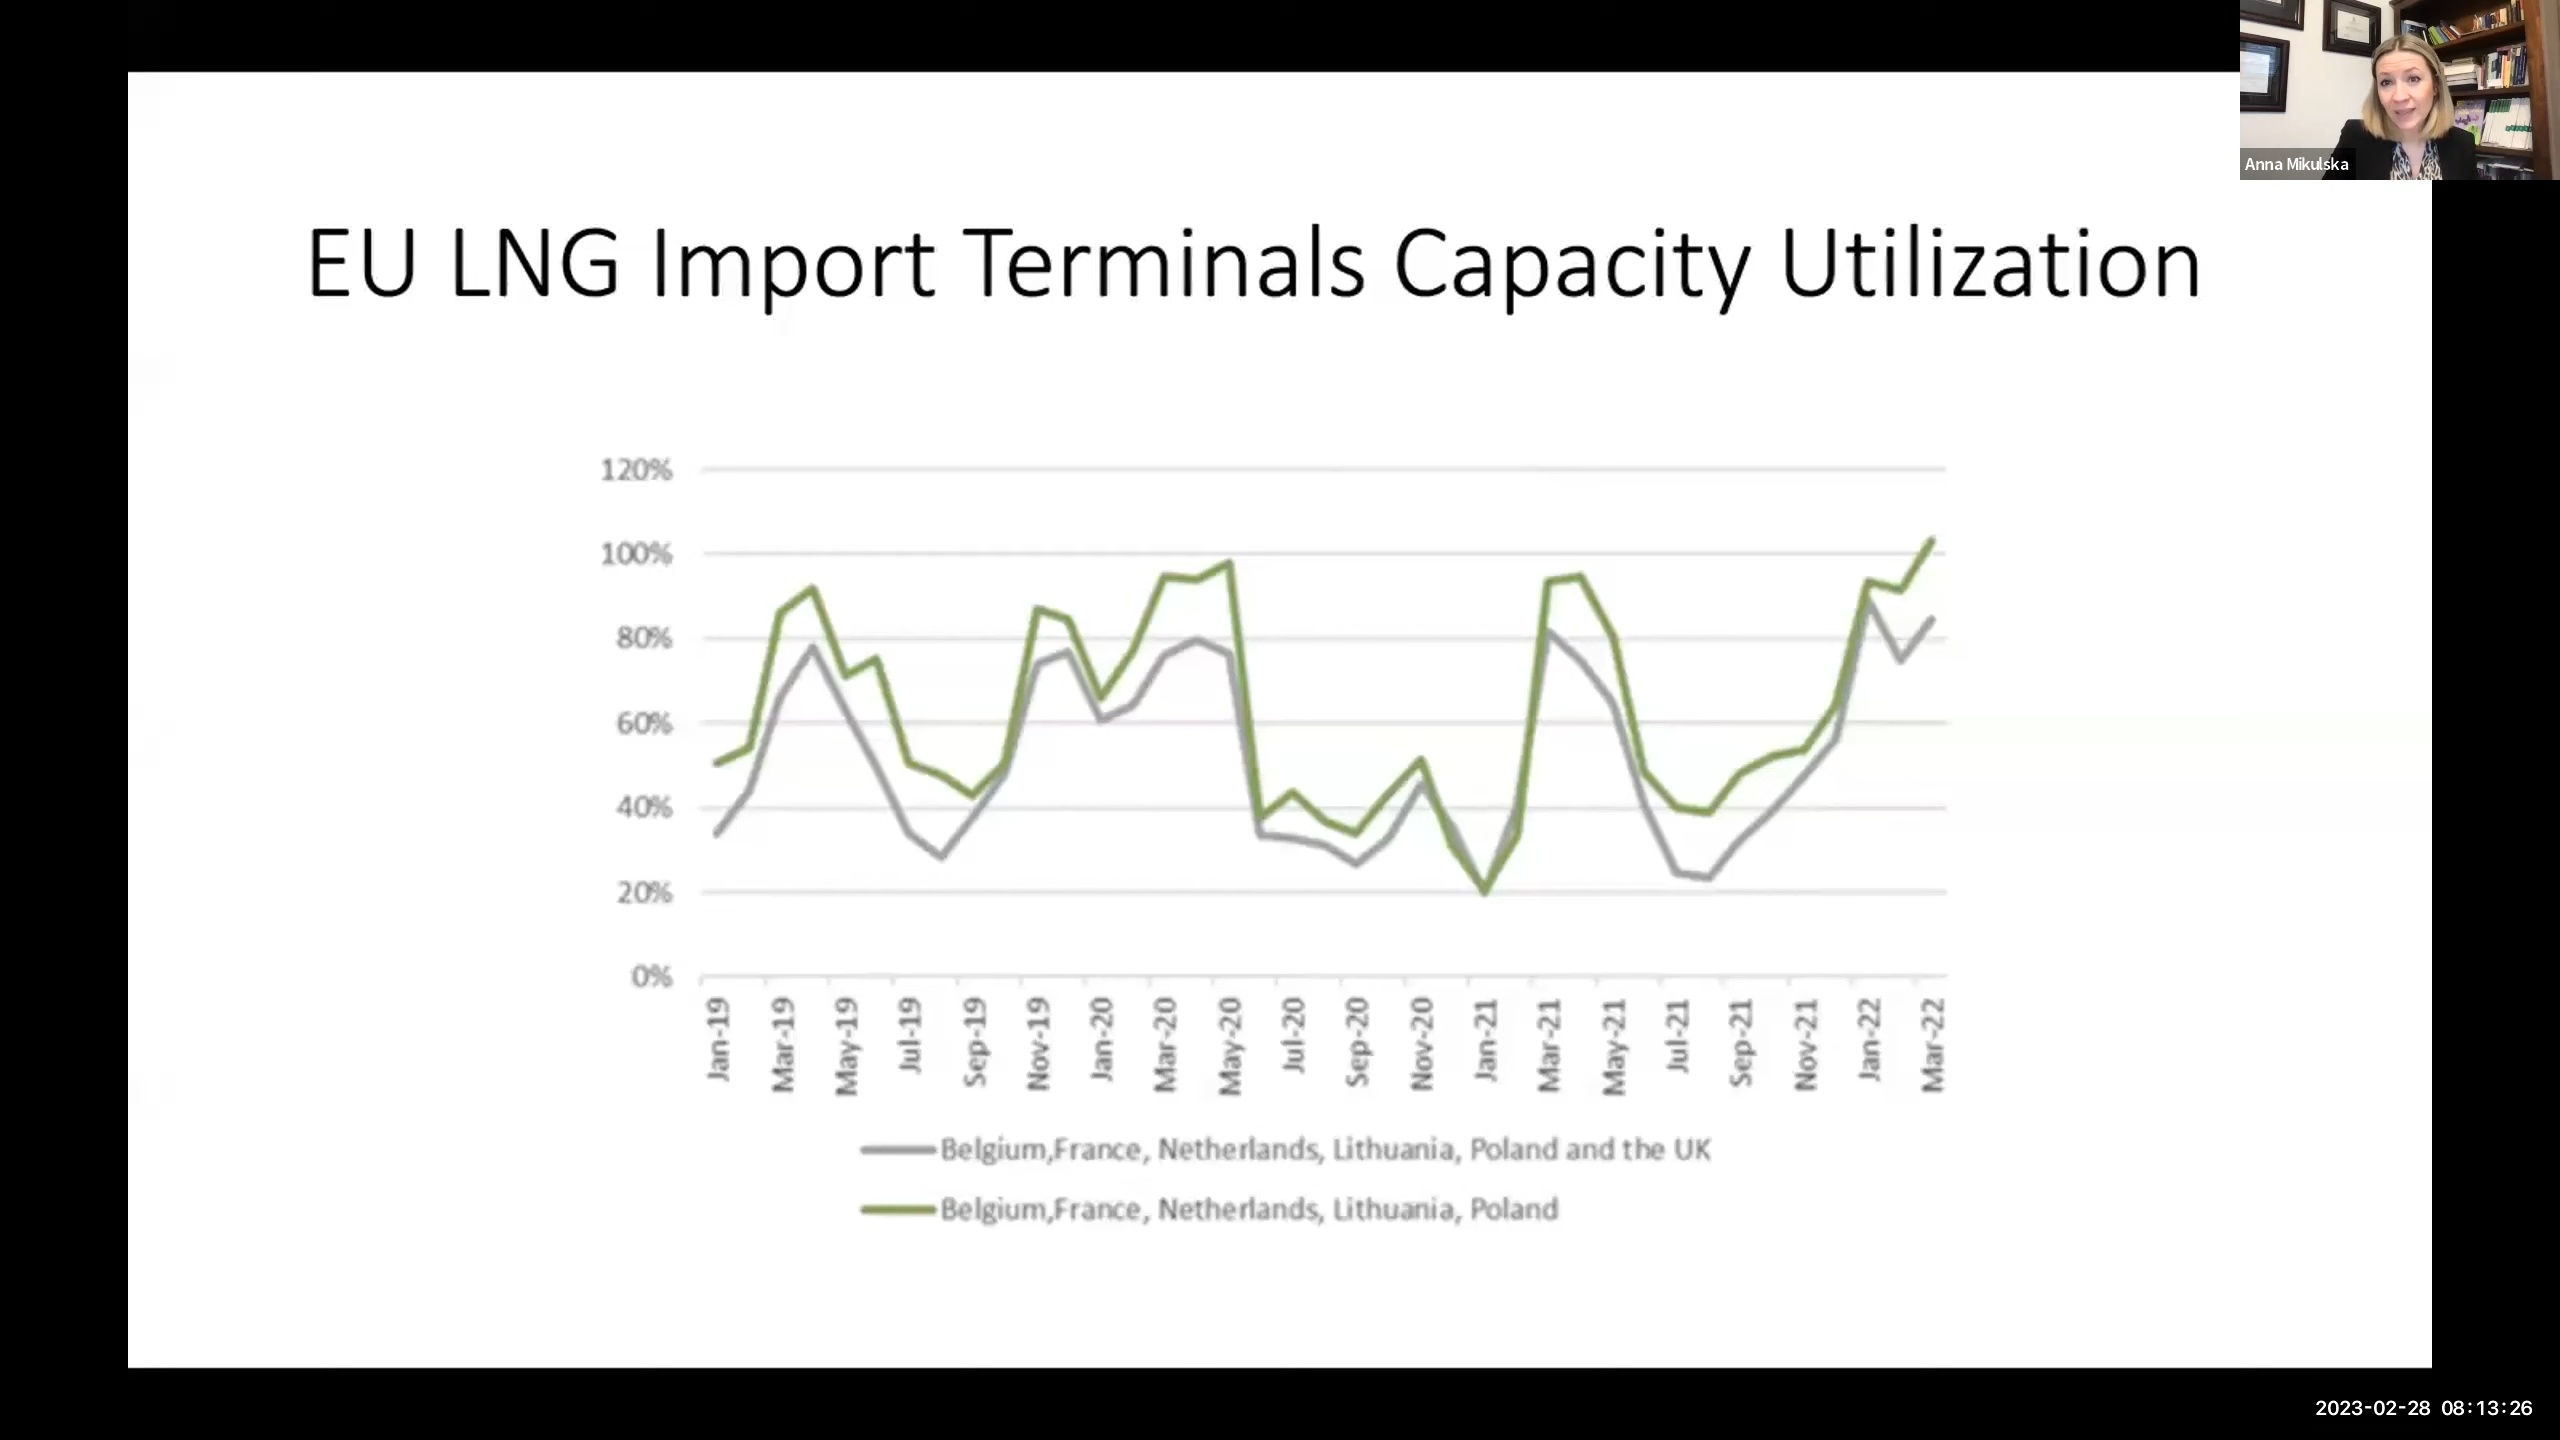 Anna Mikulska
EU LNG Import Terminals Capacity Utilization
120%
100%
80%
60%
40%
20%
0%
Jan-19
Mar-19
May-19
Jul-19
Sep-19
Nov-19
Jan-20
Mar-20
May-20
Jul-20
Sep-20
Nov-20
Jan-21
Mar-21
May-21
Jul-21
Sep-21
Nov-21
Jan-22
Mar-22
Belgium,France, Netherlands, Lithuania, Poland and the UK
Belgium,France, Netherlands, Lithuania, Poland
2023-02-28 08:13:26